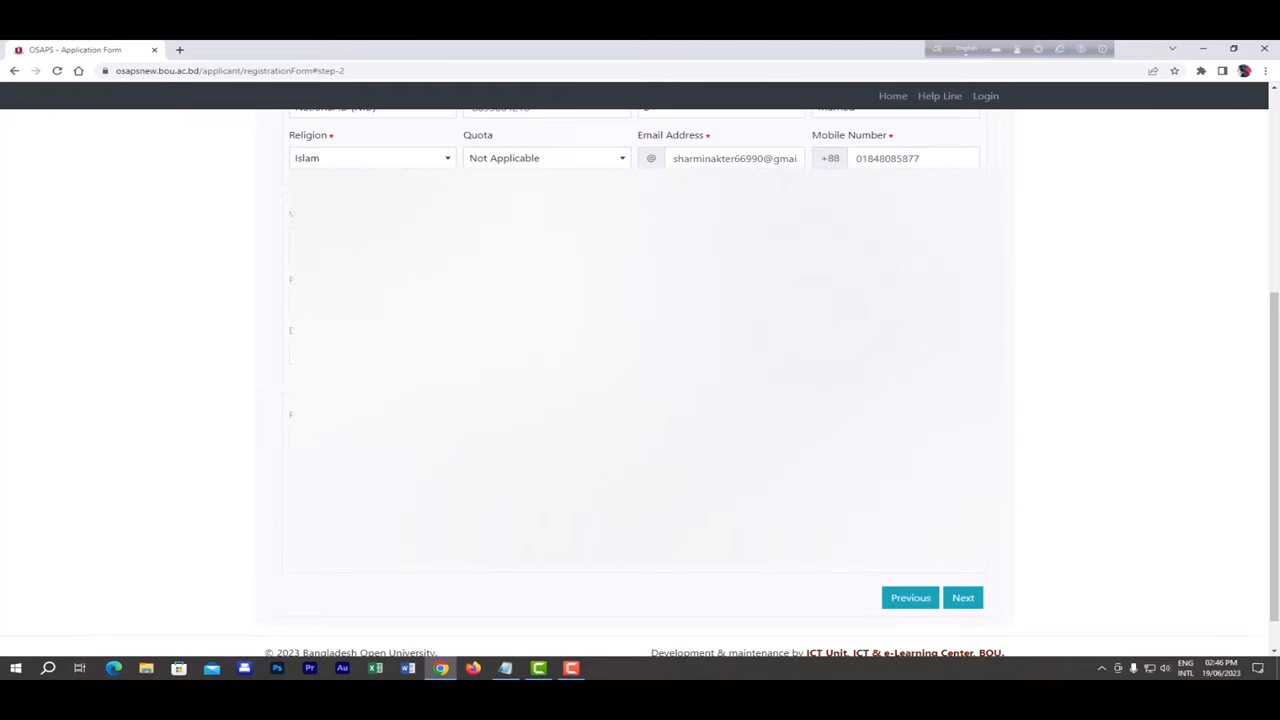 OSAPS - Application Form
English
osapsnew.bou.ac.bd/applicant/registrationForm#step-2
Home Help Line Login
Religion * Quota Email Address * Mobile Number *
Islam Not Applicable @ sharminakter66990@gmai +88 01848085877
V
P
D
P
Previous Next
© 2023 Bangladesh Open University. Development & maintenance by ICT Unit, ICT & e-Learning Center, BOU.
ENG 02:46 PM
INTL 19/06/2023